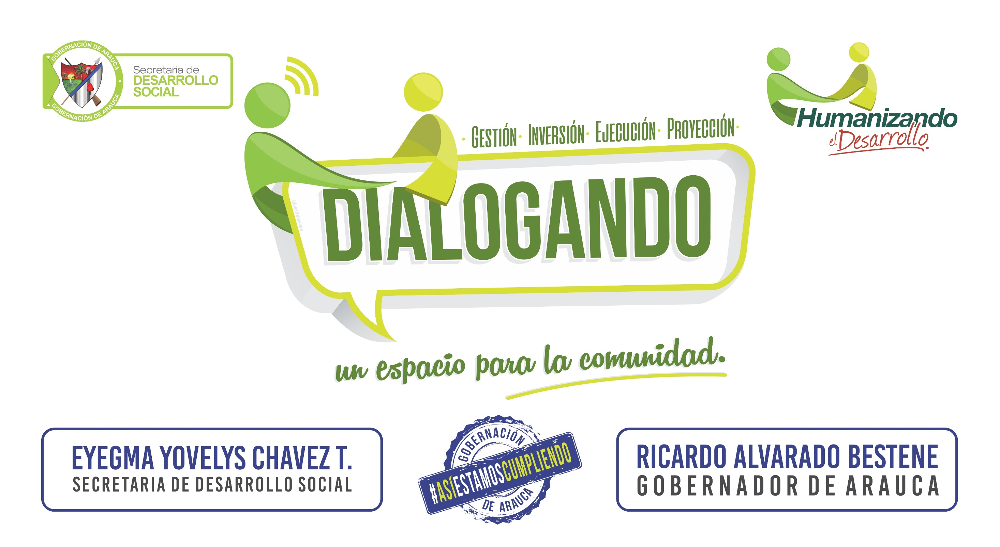 GOBERNACIÓN DE ARAUCA
Secretaría de
DESARROLLO
SOCIAL
GOBERNACIÓN DE ARAUCA
Humanizando
el Desarrollo
· GESTIÓN · INVERSIÓN · EJECUCIÓN · PROYECCIÓN ·
DIALOGANDO
ideas&diseños
un espacio para la comunidad.
EYEGMA YOVELYS CHAVEZ T.
SECRETARIA DE DESARROLLO SOCIAL
GOBERNACIÓN
#ASÍESTAMOSCUMPLIENDO
DE ARAUCA
RICARDO ALVARADO BESTENE
GOBERNADOR DE ARAUCA